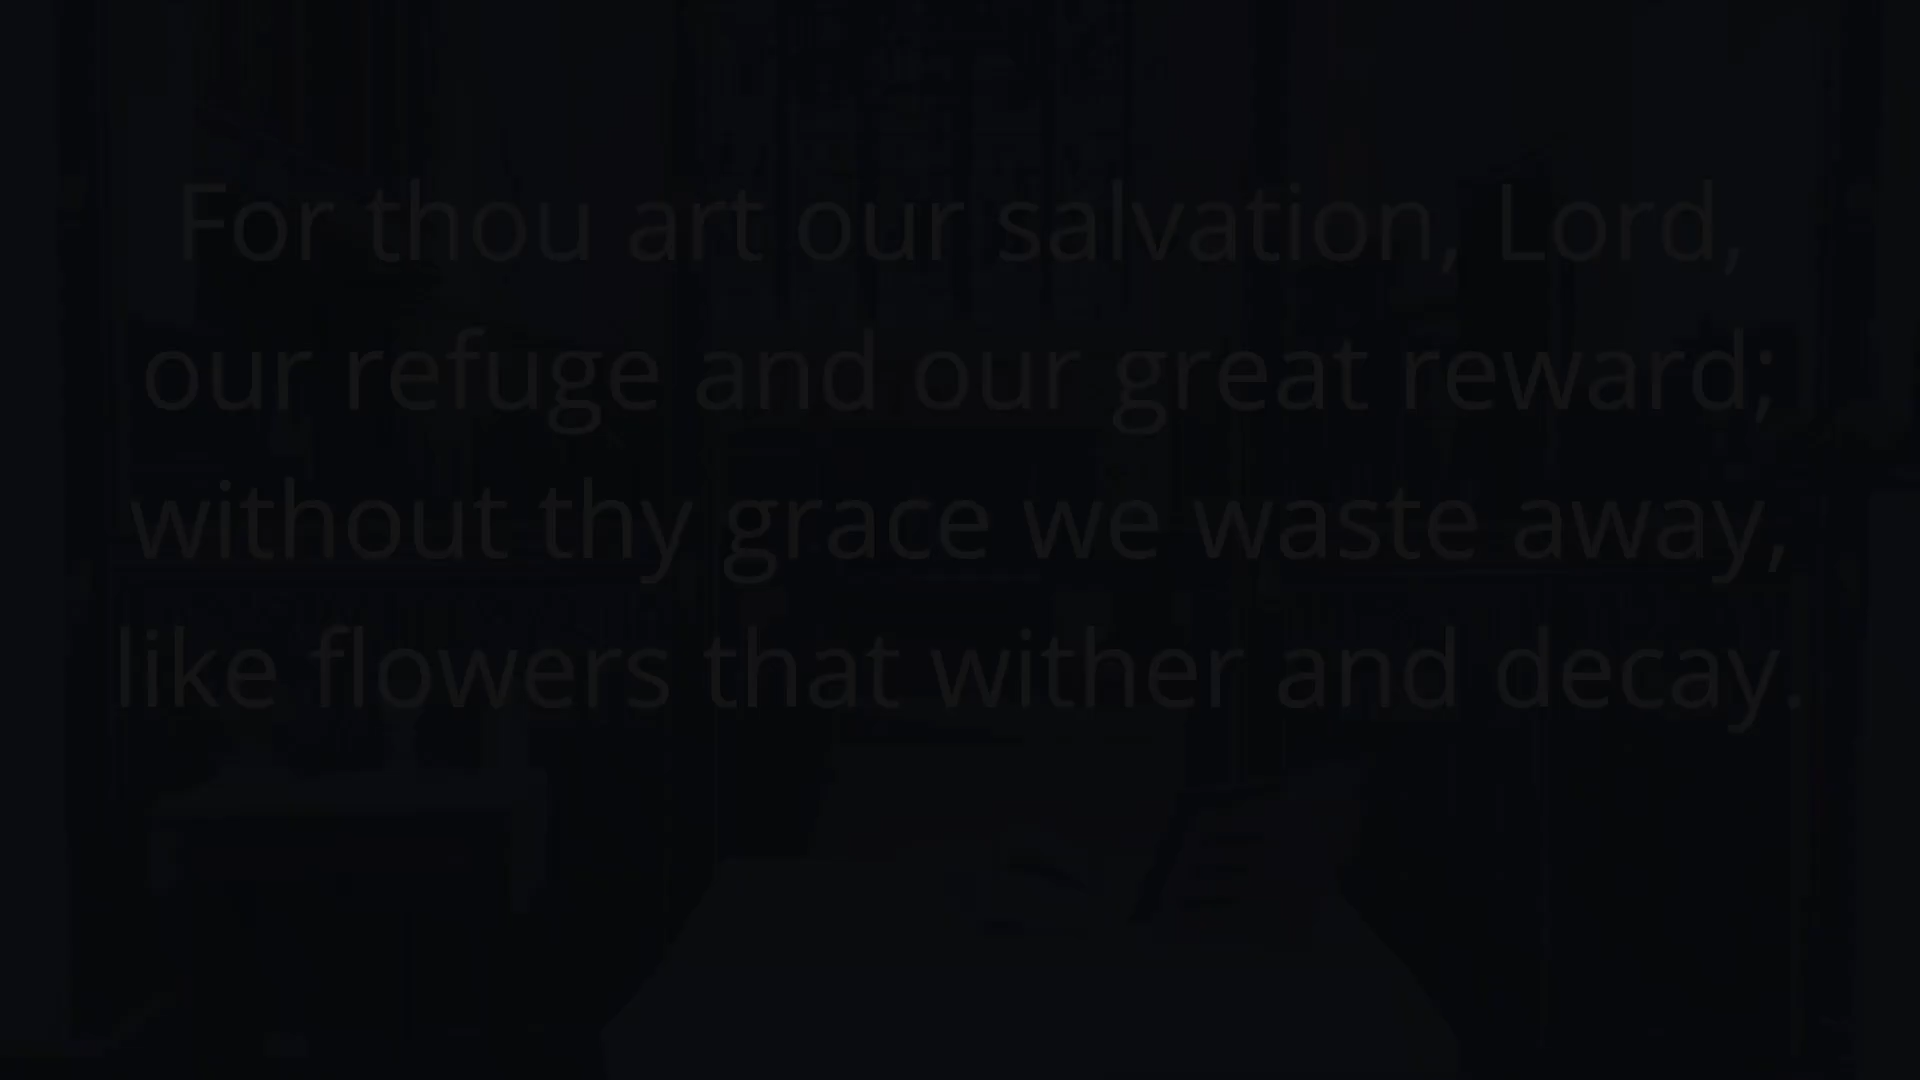 For thou art our salvation, Lord,
our refuge and our great reward;
without thy grace we waste away,
like flowers that wither and decay.